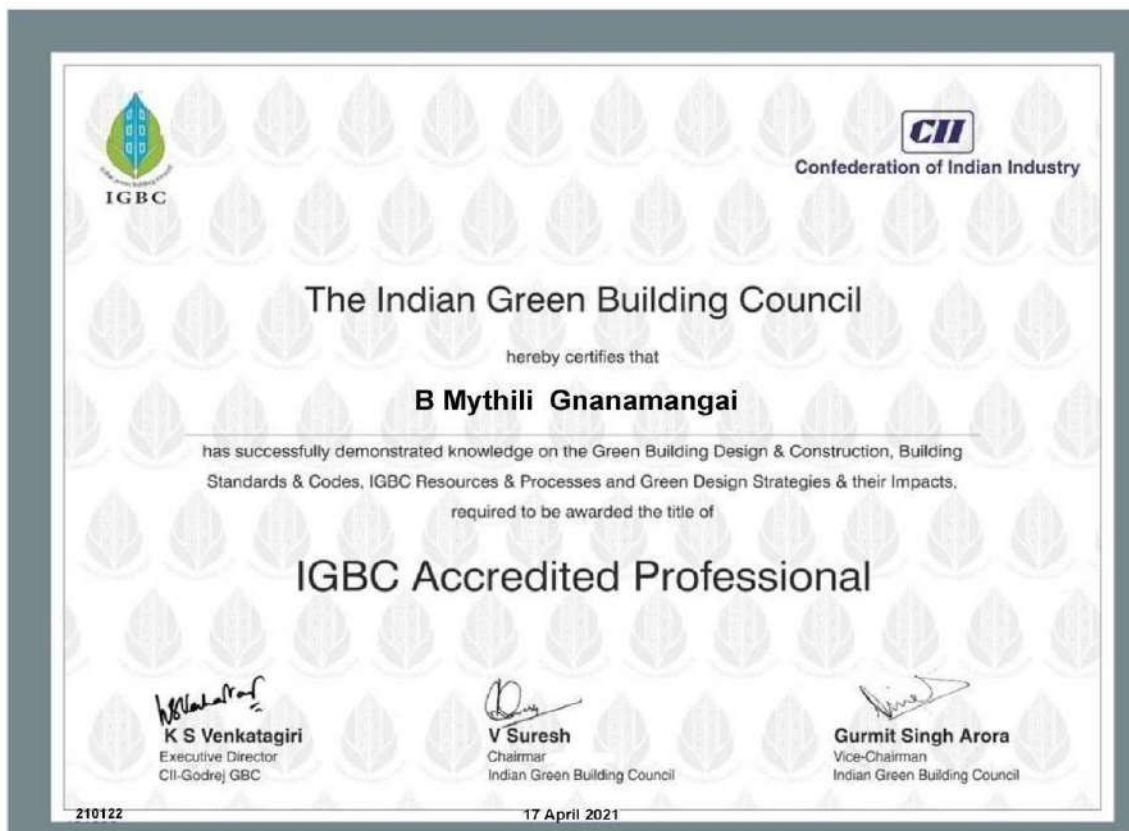 IGBC
CII
Confederation of Indian Industry
The Indian Green Building Council
hereby certifies that
B Mythili Gnanamangai
has successfully demonstrated knowledge on the Green Building Design & Construction, Building
Standards & Codes, IGBC Resources & Processes and Green Design Strategies & their Impacts,
required to be awarded the title of
IGBC Accredited Professional
K S Venkatagiri
Executive Director
CII-Godrej GBC
V Suresh
Chairmar
Indian Green Building Council
Gurmit Singh Arora
Vice-Chairman
Indian Green Building Council
210122
17 April 2021